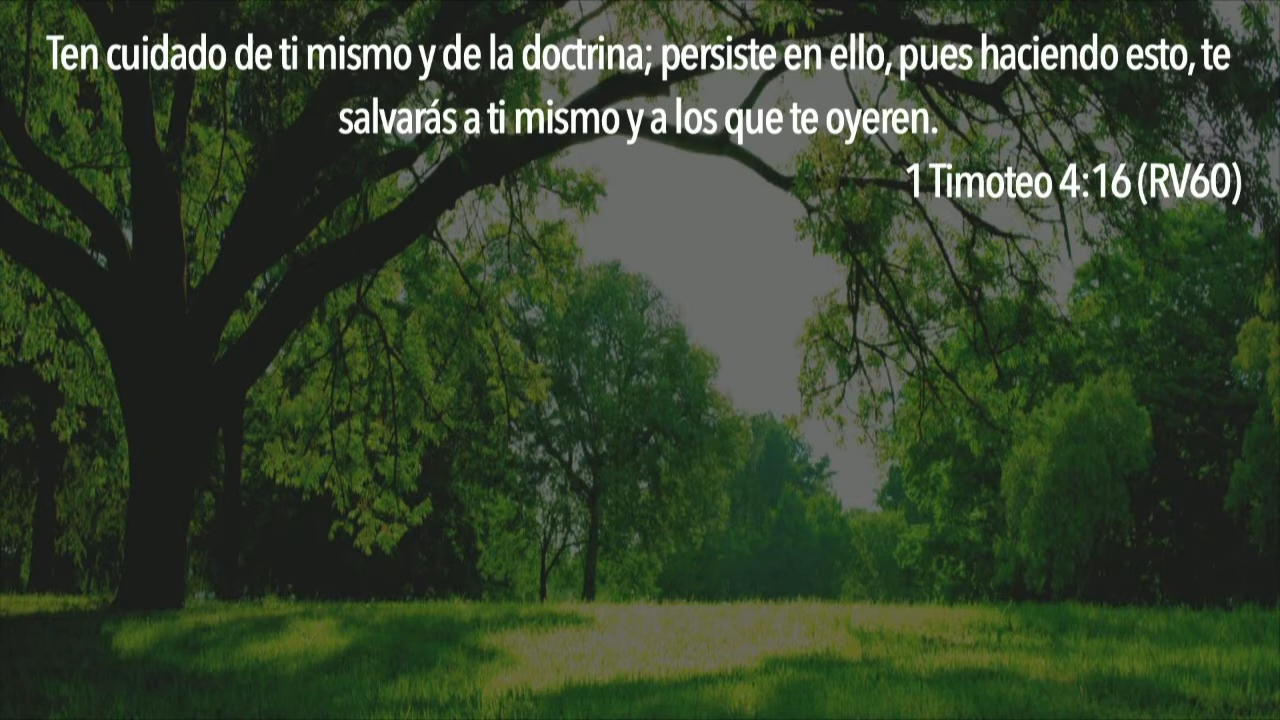 Ten cuidado de ti mismo y de la doctrina; persiste en ello, pues haciendo esto, te
salvarás a ti mismo y a los que te oyeren.
1 Timoteo 4:16 (RV60)